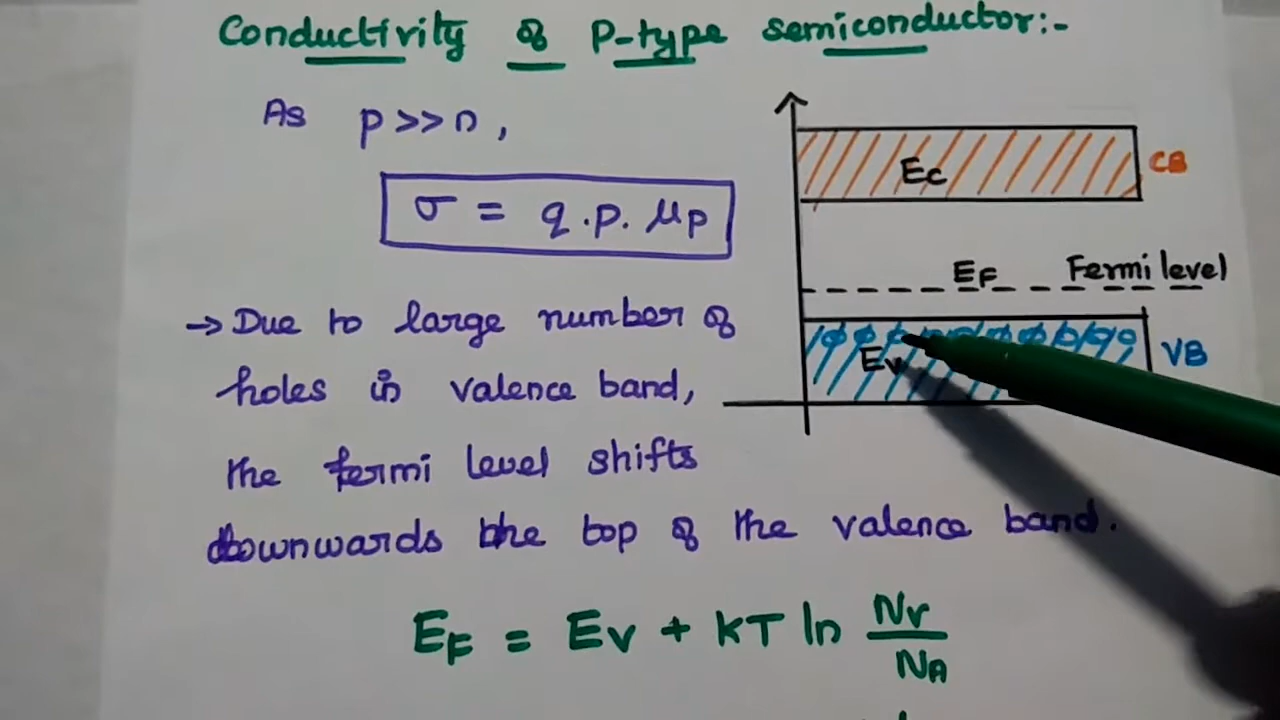 Conductivity of P-type semiconductor:-
As p>>n,
σ = q.p.μp
→ Due to large number of
holes in valence band,
the fermi level shifts
downwards the top of the valence band.
EF = Ev + KT ln Nv/NA
Ec
CB
EF Fermi level
Ev
VB